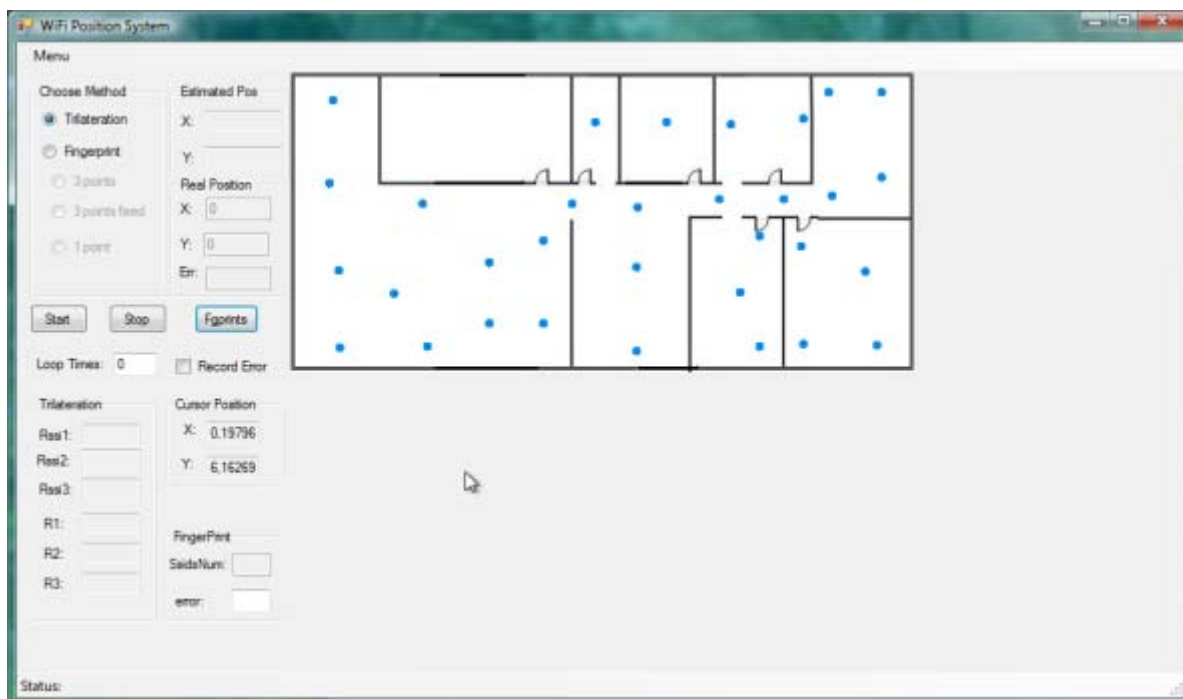 WiFi Position System
Menu
Choose Method
Trilateration
Fingerprint
3 points
3 points fixed
1 point
Estimated Pos
X:
Y:
Real Position
X: 0
Y: 0
Err:
Start Stop Fgprints
Loop Times: 0 Record Error
Trilateration
Rssi1:
Rssi2:
Rssi3:
R1:
R2:
R3:
Cursor Position
X: 0.19796
Y: 6.16269
FingerPrint
SsidsNum:
error:
Status: